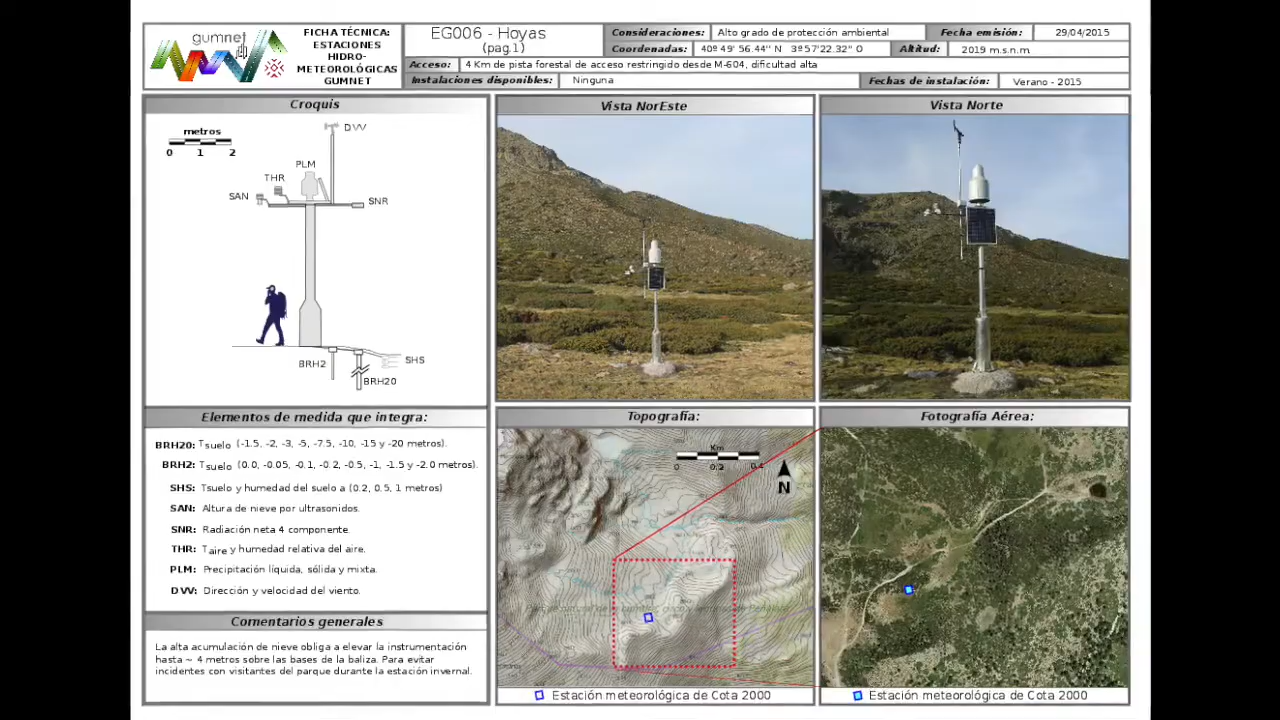 gumnet
FICHA TÉCNICA:
ESTACIONES
HIDRO-
METEOROLÓGICAS
GUMNET
EG006 - Hoyas
(pag.1)
Consideraciones: Alto grado de protección ambiental
Fecha emisión: 29/04/2015
Coordenadas: 40º 49' 56.44'' N 3º57'22.32'' O
Altitud: 2019 m.s.n.m.
Acceso: 4 Km de pista forestal de acceso restringido desde M-604, dificultad alta
Instalaciones disponibles: Ninguna
Fechas de instalación: Verano - 2015
Croquis
metros
0 1 2
DVV
PLM
THR
SAN
SNR
BRH2
SHS
BRH20
Vista NorEste
Vista Norte
Elementos de medida que integra:
BRH20: Tsuelo (-1.5, -2, -3, -5, -7.5, -10, -15 y -20 metros).
BRH2: Tsuelo (0.0, -0.05, -0.1, -0.2, -0.5, -1, -1.5 y -2.0 metros).
SHS: Tsuelo y humedad del suelo a (0.2, 0.5, 1 metros)
SAN: Altura de nieve por ultrasonidos.
SNR: Radiación neta 4 componente.
THR: Taire y humedad relativa del aire.
PLM: Precipitación líquida, sólida y mixta.
DVV: Dirección y velocidad del viento.
Comentarios generales
La alta acumulación de nieve obliga a elevar la instrumentación
hasta ~ 4 metros sobre las bases de la baliza. Para evitar
incidentes con visitantes del parque durante la estación invernal.
Topografía:
Km
0 0.2 0.4
N
Estación meteorológica de Cota 2000
Fotografía Aérea:
Estación meteorológica de Cota 2000